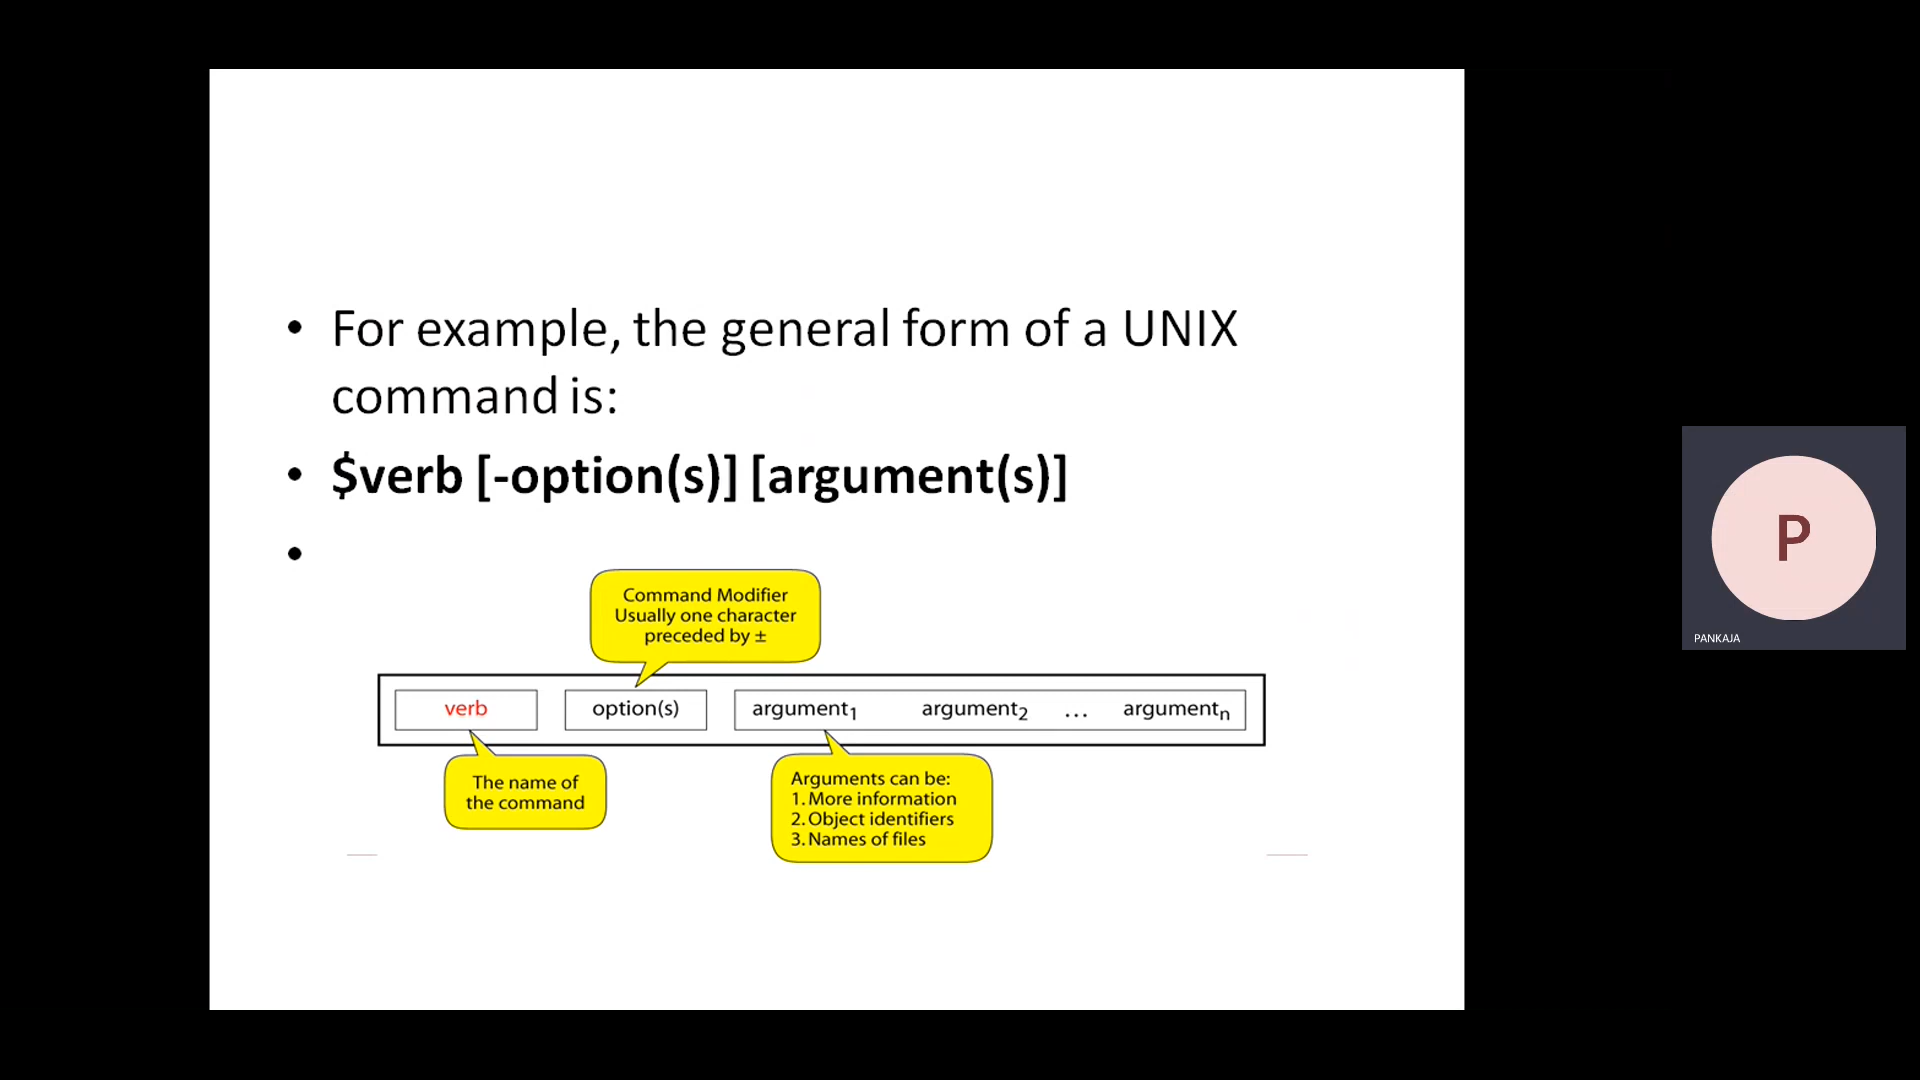 • For example, the general form of a UNIX
command is:
• $verb [-option(s)] [argument(s)]
•
Command Modifier
Usually one character
preceded by ±
verb option(s) argument1 argument2 ... argumentn
The name of
the command
Arguments can be:
1. More information
2. Object identifiers
3. Names of files
P
PANKAJA